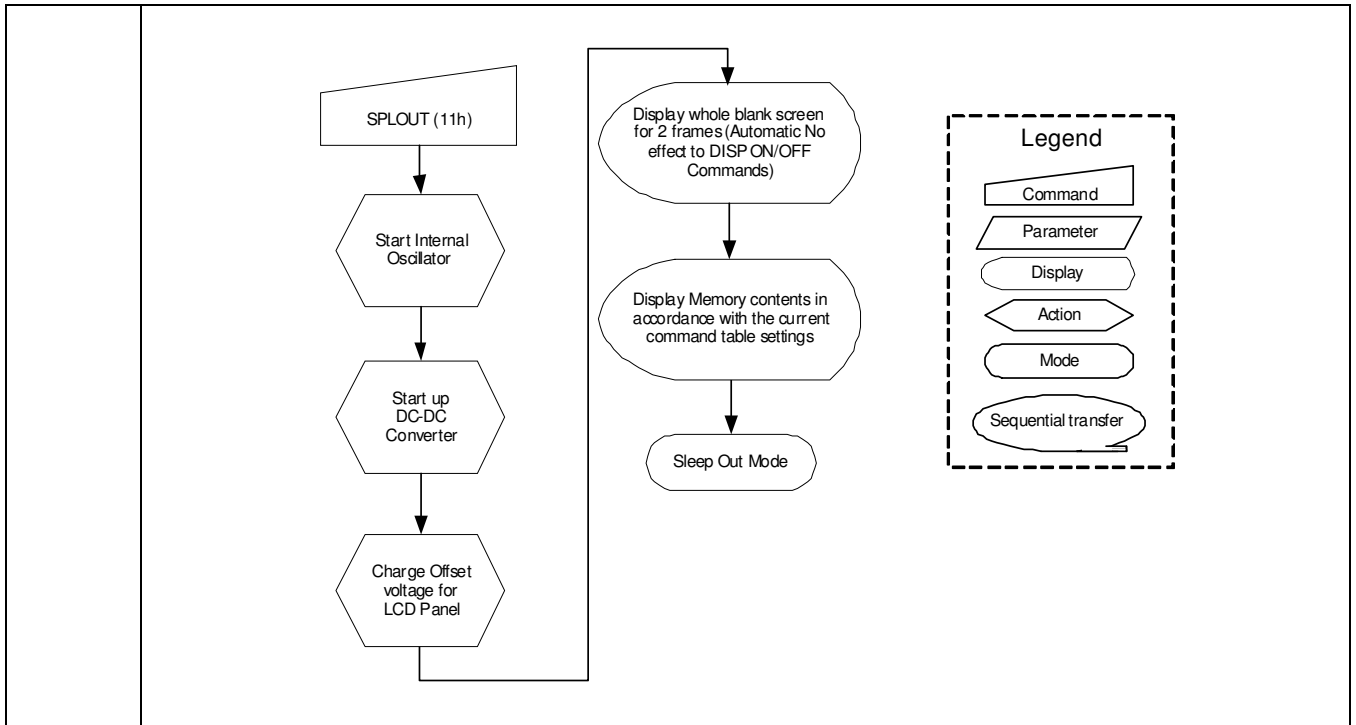 SPLOUT (11h)
Start Internal
Oscillator
Start up
DC-DC
Converter
Charge Offset
voltage for
LCD Panel
Display whole blank screen
for 2 frames (Automatic No
effect to DISP ON/OFF
Commands)
Display Memory contents in
accordance with the current
command table settings
Sleep Out Mode
Legend
Command
Parameter
Display
Action
Mode
Sequential transfer